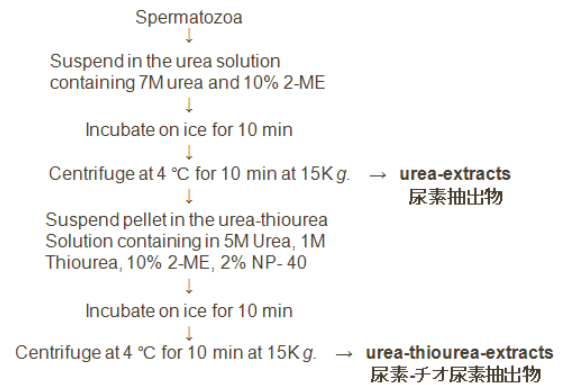 Spermatozoa
↓
Suspend in the urea solution
containing 7M urea and 10% 2-ME
↓
Incubate on ice for 10 min
↓
Centrifuge at 4 ℃ for 10 min at 15K g. → urea-extracts
尿素抽出物
↓
Suspend pellet in the urea-thiourea
Solution containing in 5M Urea, 1M
Thiourea, 10% 2-ME, 2% NP- 40
↓
Incubate on ice for 10 min
↓
Centrifuge at 4 ℃ for 10 min at 15K g. → urea-thiourea-extracts
尿素-チオ尿素抽出物